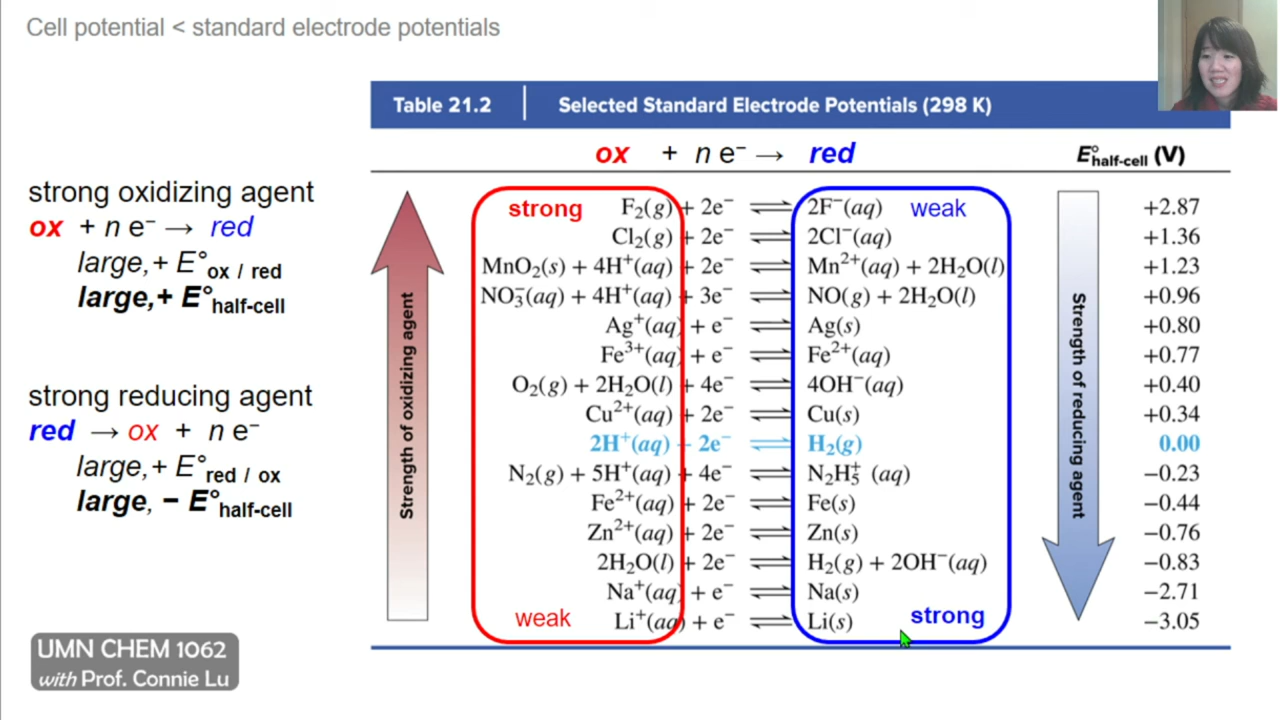 Cell potential < standard electrode potentials
Table 21.2 Selected Standard Electrode Potentials (298 K)
ox + n e⁻ → red E°half-cell (V)
strong oxidizing agent
ox + n e⁻ → red
large,+ E°ox / red
large,+ E°half-cell
strong reducing agent
red → ox + n e⁻
large,+ E°red / ox
large, − E°half-cell
Strength of oxidizing agent
strong F₂(g) + 2e⁻ ⇌ 2F⁻(aq) weak +2.87
Cl₂(g) + 2e⁻ ⇌ 2Cl⁻(aq) +1.36
MnO₂(s) + 4H⁺(aq) + 2e⁻ ⇌ Mn²⁺(aq) + 2H₂O(l) +1.23
NO₃⁻(aq) + 4H⁺(aq) + 3e⁻ ⇌ NO(g) + 2H₂O(l) +0.96
Ag⁺(aq) + e⁻ ⇌ Ag(s) +0.80
Fe³⁺(aq) + e⁻ ⇌ Fe²⁺(aq) +0.77
O₂(g) + 2H₂O(l) + 4e⁻ ⇌ 4OH⁻(aq) +0.40
Cu²⁺(aq) + 2e⁻ ⇌ Cu(s) +0.34
2H⁺(aq) + 2e⁻ ⇌ H₂(g) 0.00
N₂(g) + 5H⁺(aq) + 4e⁻ ⇌ N₂H₅⁺ (aq) −0.23
Fe²⁺(aq) + 2e⁻ ⇌ Fe(s) −0.44
Zn²⁺(aq) + 2e⁻ ⇌ Zn(s) −0.76
2H₂O(l) + 2e⁻ ⇌ H₂(g) + 2OH⁻(aq) −0.83
Na⁺(aq) + e⁻ ⇌ Na(s) −2.71
weak Li⁺(aq) + e⁻ ⇌ Li(s) strong −3.05
Strength of reducing agent
UMN CHEM 1062
with Prof. Connie Lu